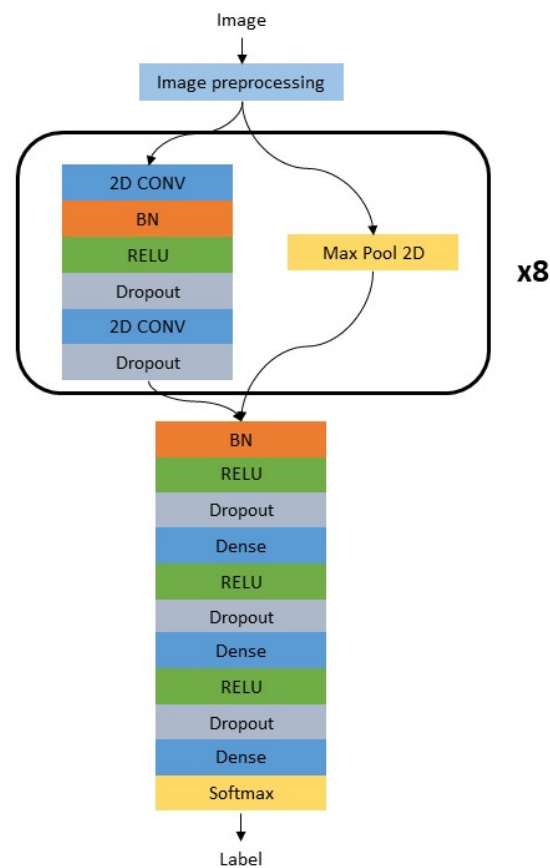 Image
Image preprocessing
2D CONV
BN
RELU
Dropout
2D CONV
Dropout
Max Pool 2D
x8
BN
RELU
Dropout
Dense
RELU
Dropout
Dense
RELU
Dropout
Dense
Softmax
Label